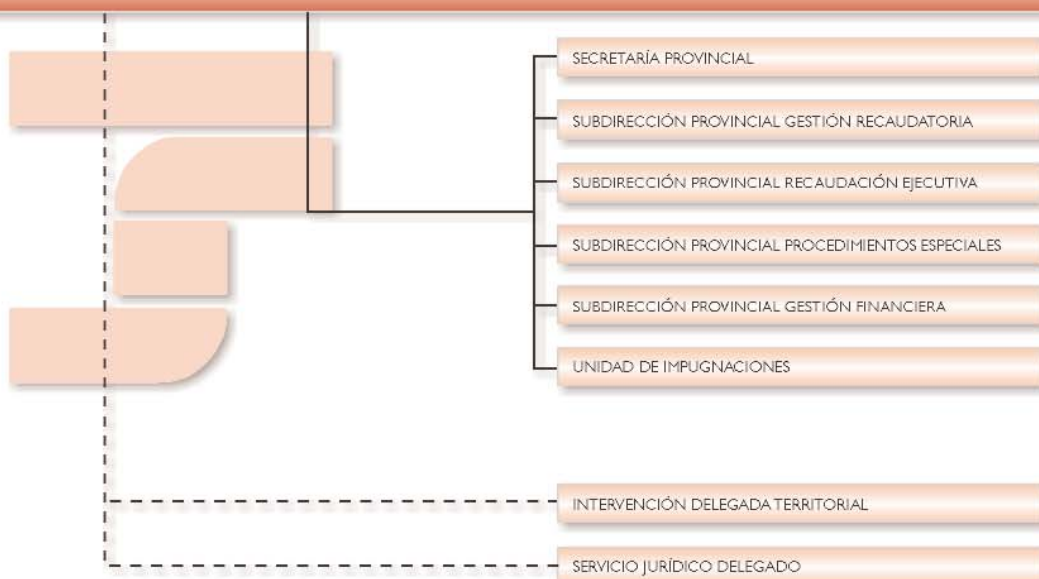 SECRETARÍA PROVINCIAL
SUBDIRECCIÓN PROVINCIAL GESTIÓN RECAUDATORIA
SUBDIRECCIÓN PROVINCIAL RECAUDACIÓN EJECUTIVA
SUBDIRECCIÓN PROVINCIAL PROCEDIMIENTOS ESPECIALES
SUBDIRECCIÓN PROVINCIAL GESTIÓN FINANCIERA
UNIDAD DE IMPUGNACIONES
INTERVENCIÓN DELEGADA TERRITORIAL
SERVICIO JURÍDICO DELEGADO